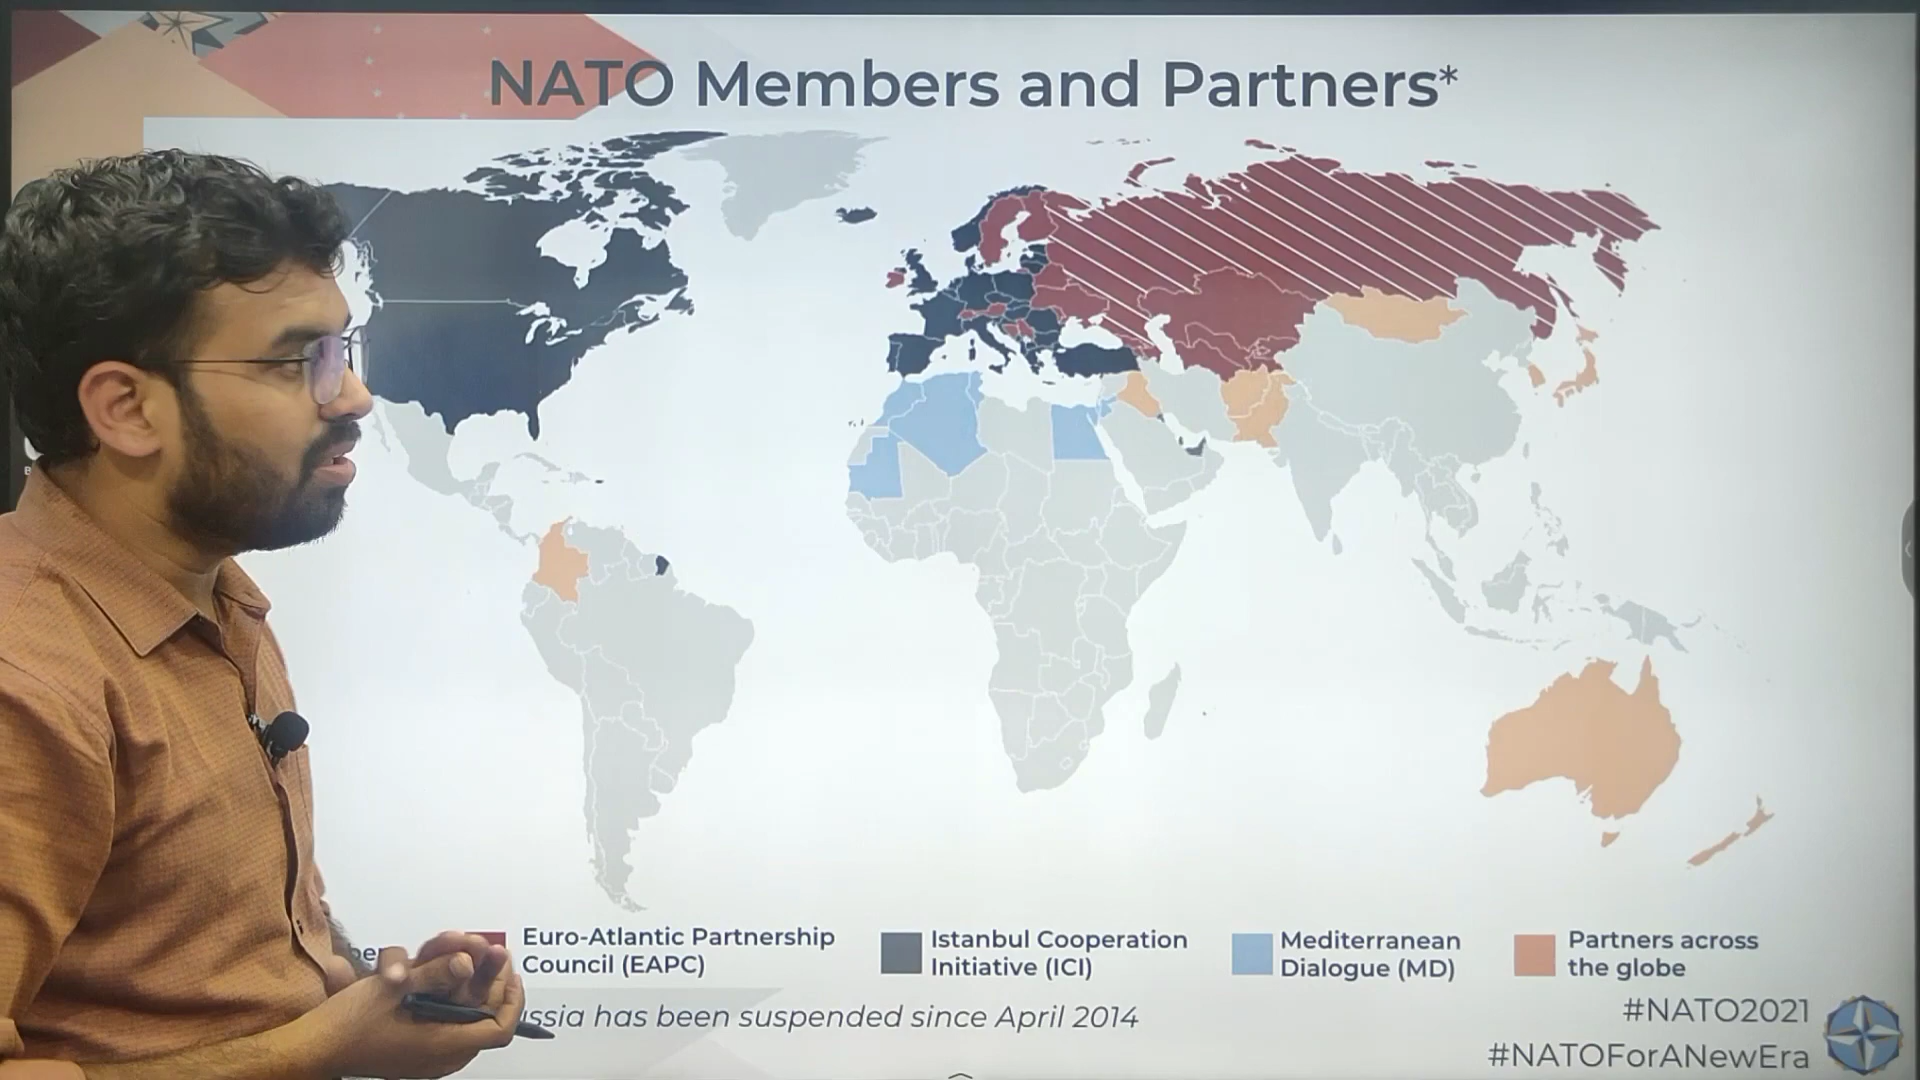 NATO Members and Partners*
Euro-Atlantic Partnership
Council (EAPC)
Istanbul Cooperation
Initiative (ICI)
Mediterranean
Dialogue (MD)
Partners across
the globe
has been suspended since April 2014
#NATO2021
#NATOForANewEra